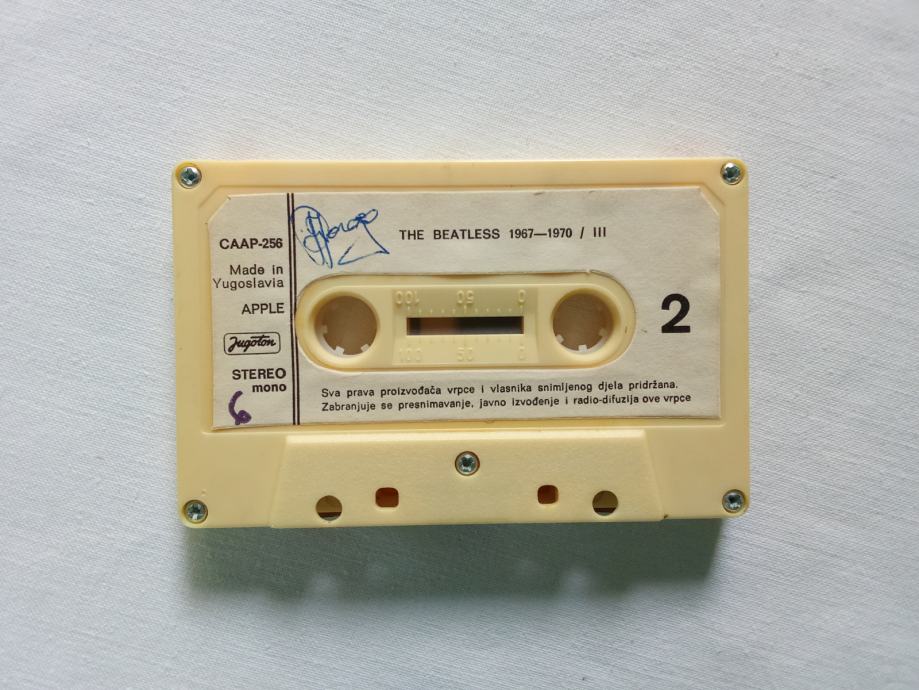 CAAP-256
Made in
Yugoslavia
APPLE
Jugoton
STEREO
mono
6
THE BEATLESS 1967—1970 / III
100 50 0
100 50 0
2
Sva prava proizvođača vrpce i vlasnika snimljenog djela pridržana.
Zabranjuje se presnimavanje, javno izvođenje i radio-difuzija ove vrpce